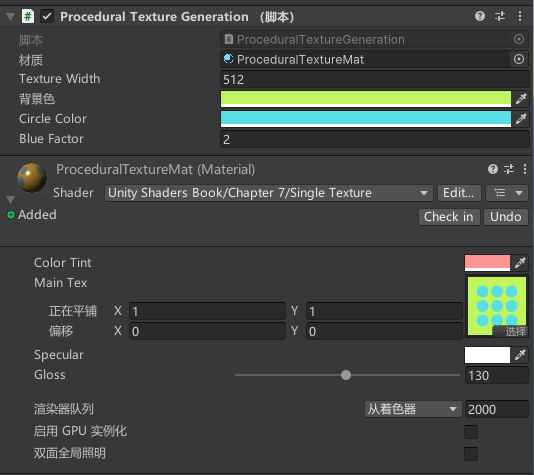 Procedural Texture Generation （脚本）
脚本 ProceduralTextureGeneration
材质 ProceduralTextureMat
Texture Width 512
背景色
Circle Color
Blue Factor 2
ProceduralTextureMat (Material)
Shader Unity Shaders Book/Chapter 7/Single Texture Edit...
Added Check in Undo
Color Tint
Main Tex
正在平铺 X 1 Y 1
偏移 X 0 Y 0
选择
Specular
Gloss 130
渲染器队列 从着色器 2000
启用 GPU 实例化
双面全局照明